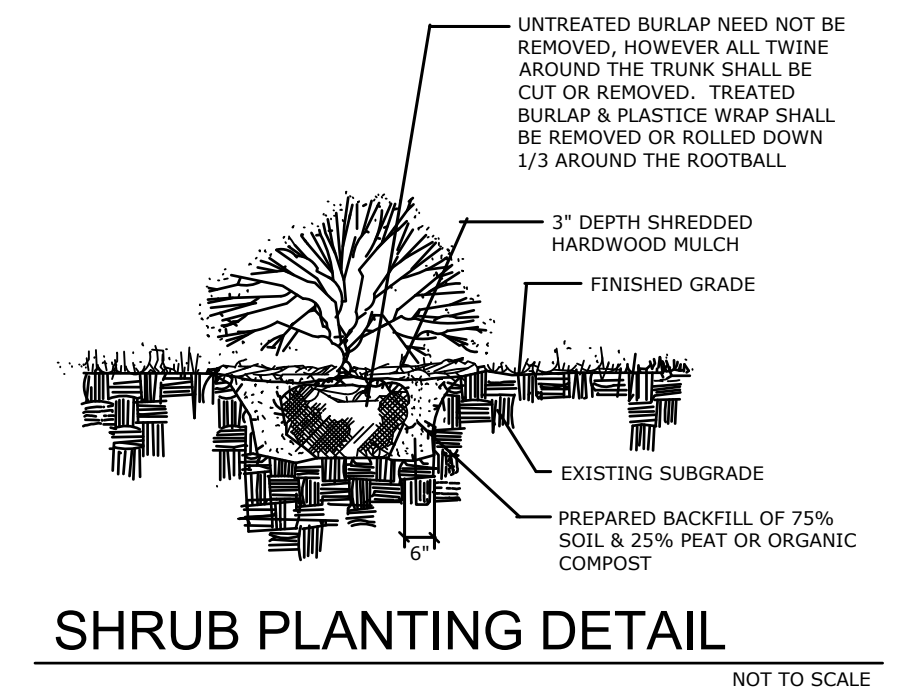 UNTREATED BURLAP NEED NOT BE
REMOVED, HOWEVER ALL TWINE
AROUND THE TRUNK SHALL BE
CUT OR REMOVED. TREATED
BURLAP & PLASTICE WRAP SHALL
BE REMOVED OR ROLLED DOWN
1/3 AROUND THE ROOTBALL
3" DEPTH SHREDDED
HARDWOOD MULCH
FINISHED GRADE
EXISTING SUBGRADE
PREPARED BACKFILL OF 75%
SOIL & 25% PEAT OR ORGANIC
COMPOST
6"
SHRUB PLANTING DETAIL
NOT TO SCALE